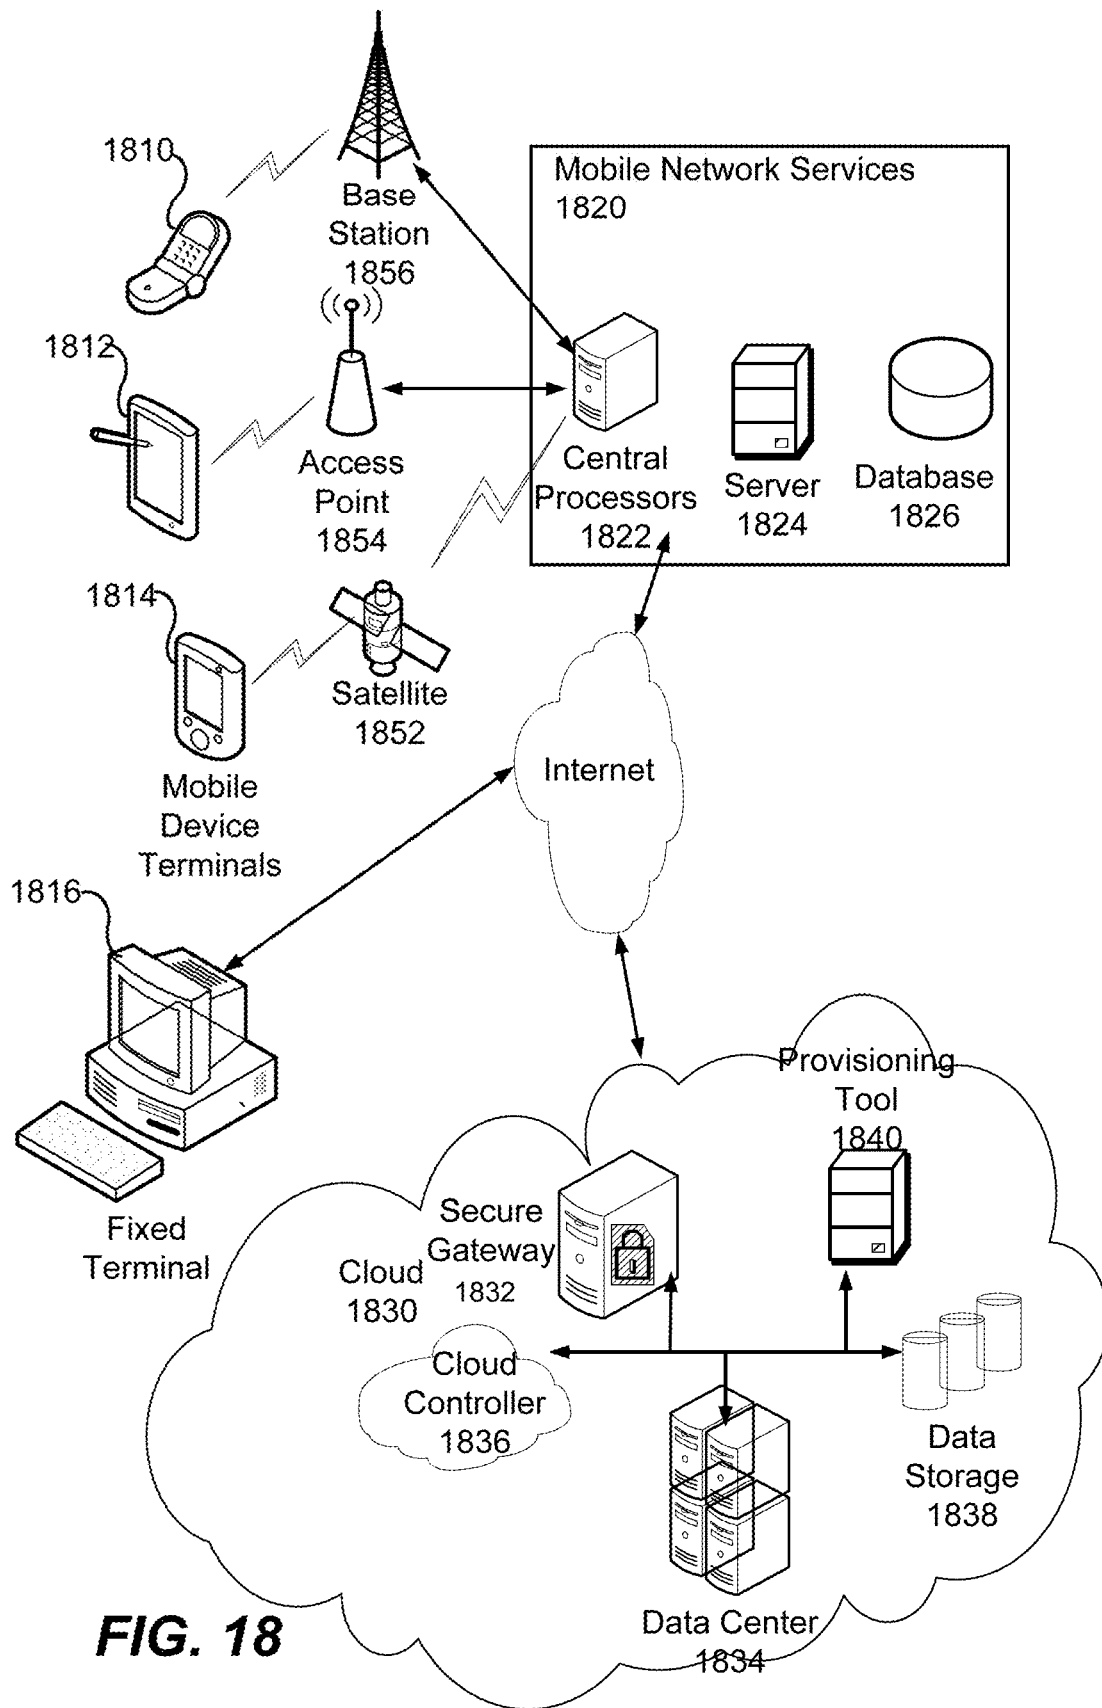 1810
Base
Station
1856
Mobile Network Services
1820
1812
Access
Point
1854
Central
Processors
1822
Server
1824
Database
1826
1814
Satellite
1852
Mobile
Device
Terminals
Internet
1816
Fixed
Terminal
Provisioning
Tool
1840
Secure
Gateway
1832
Cloud
1830
Cloud
Controller
1836
Data
Storage
1838
Data Center
1834
FIG. 18